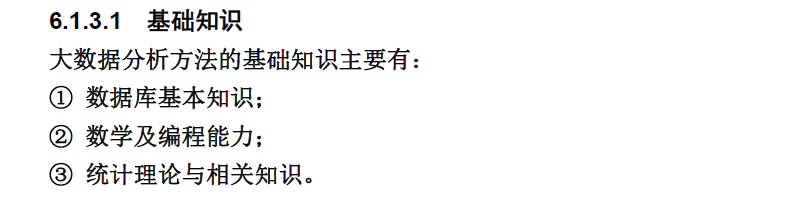 6.1.3.1 基础知识
大数据分析方法的基础知识主要有：
① 数据库基本知识；
② 数学及编程能力；
③ 统计理论与相关知识。